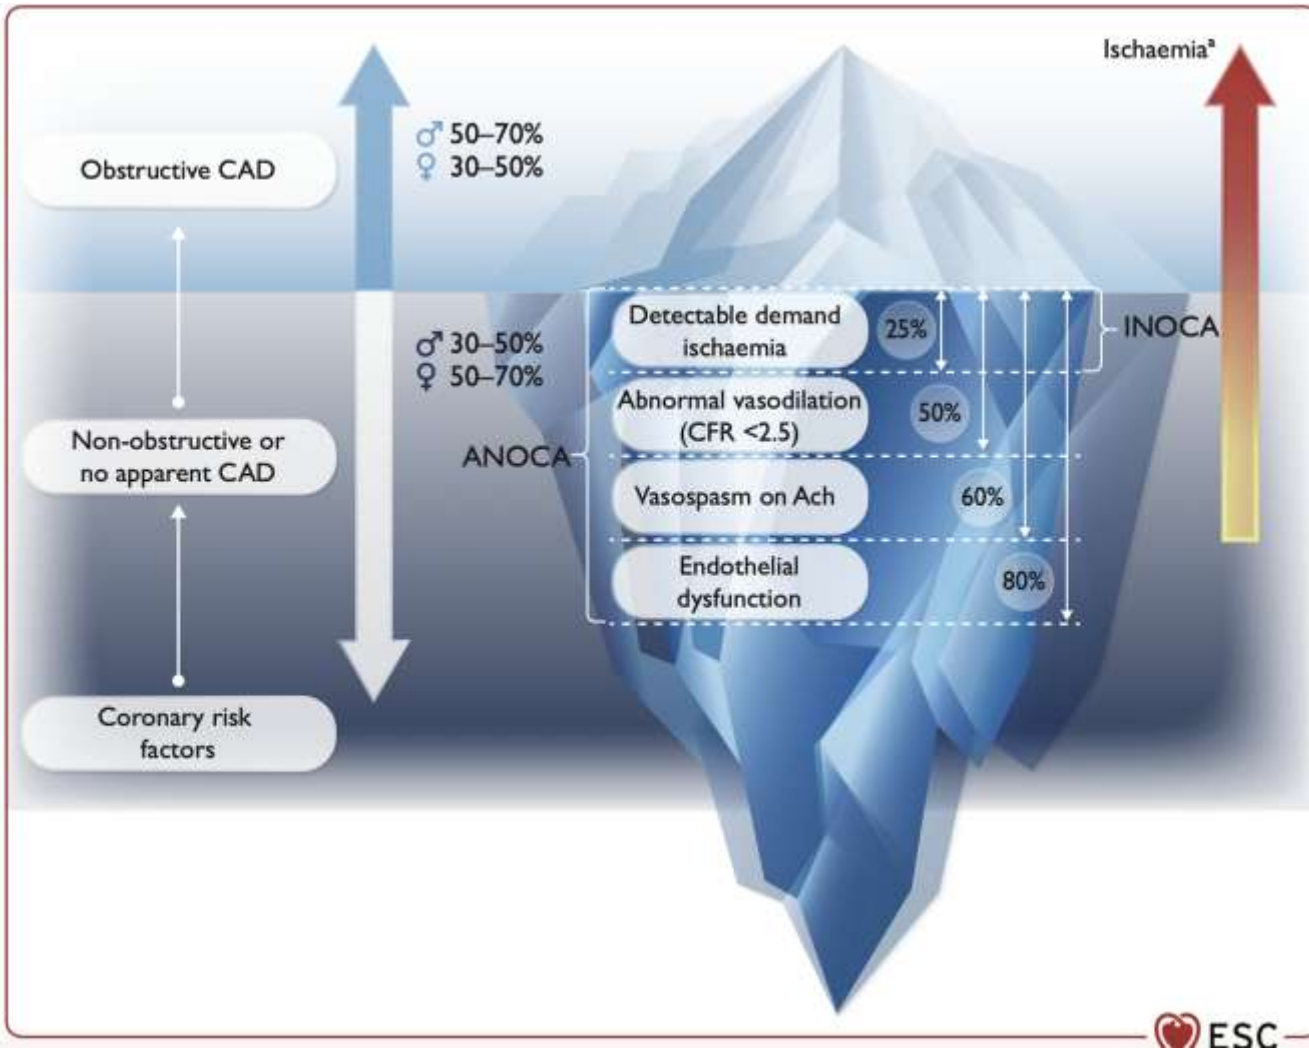 Ischaemiaª
Obstructive CAD
♂ 50–70%
♀ 30–50%
♂ 30–50%
♀ 50–70%
Non-obstructive or
no apparent CAD
Coronary risk
factors
ANOCA
Detectable demand
ischaemia
25%
INOCA
Abnormal vasodilation
(CFR <2.5)
50%
Vasospasm on Ach
60%
Endothelial
dysfunction
80%
ESC